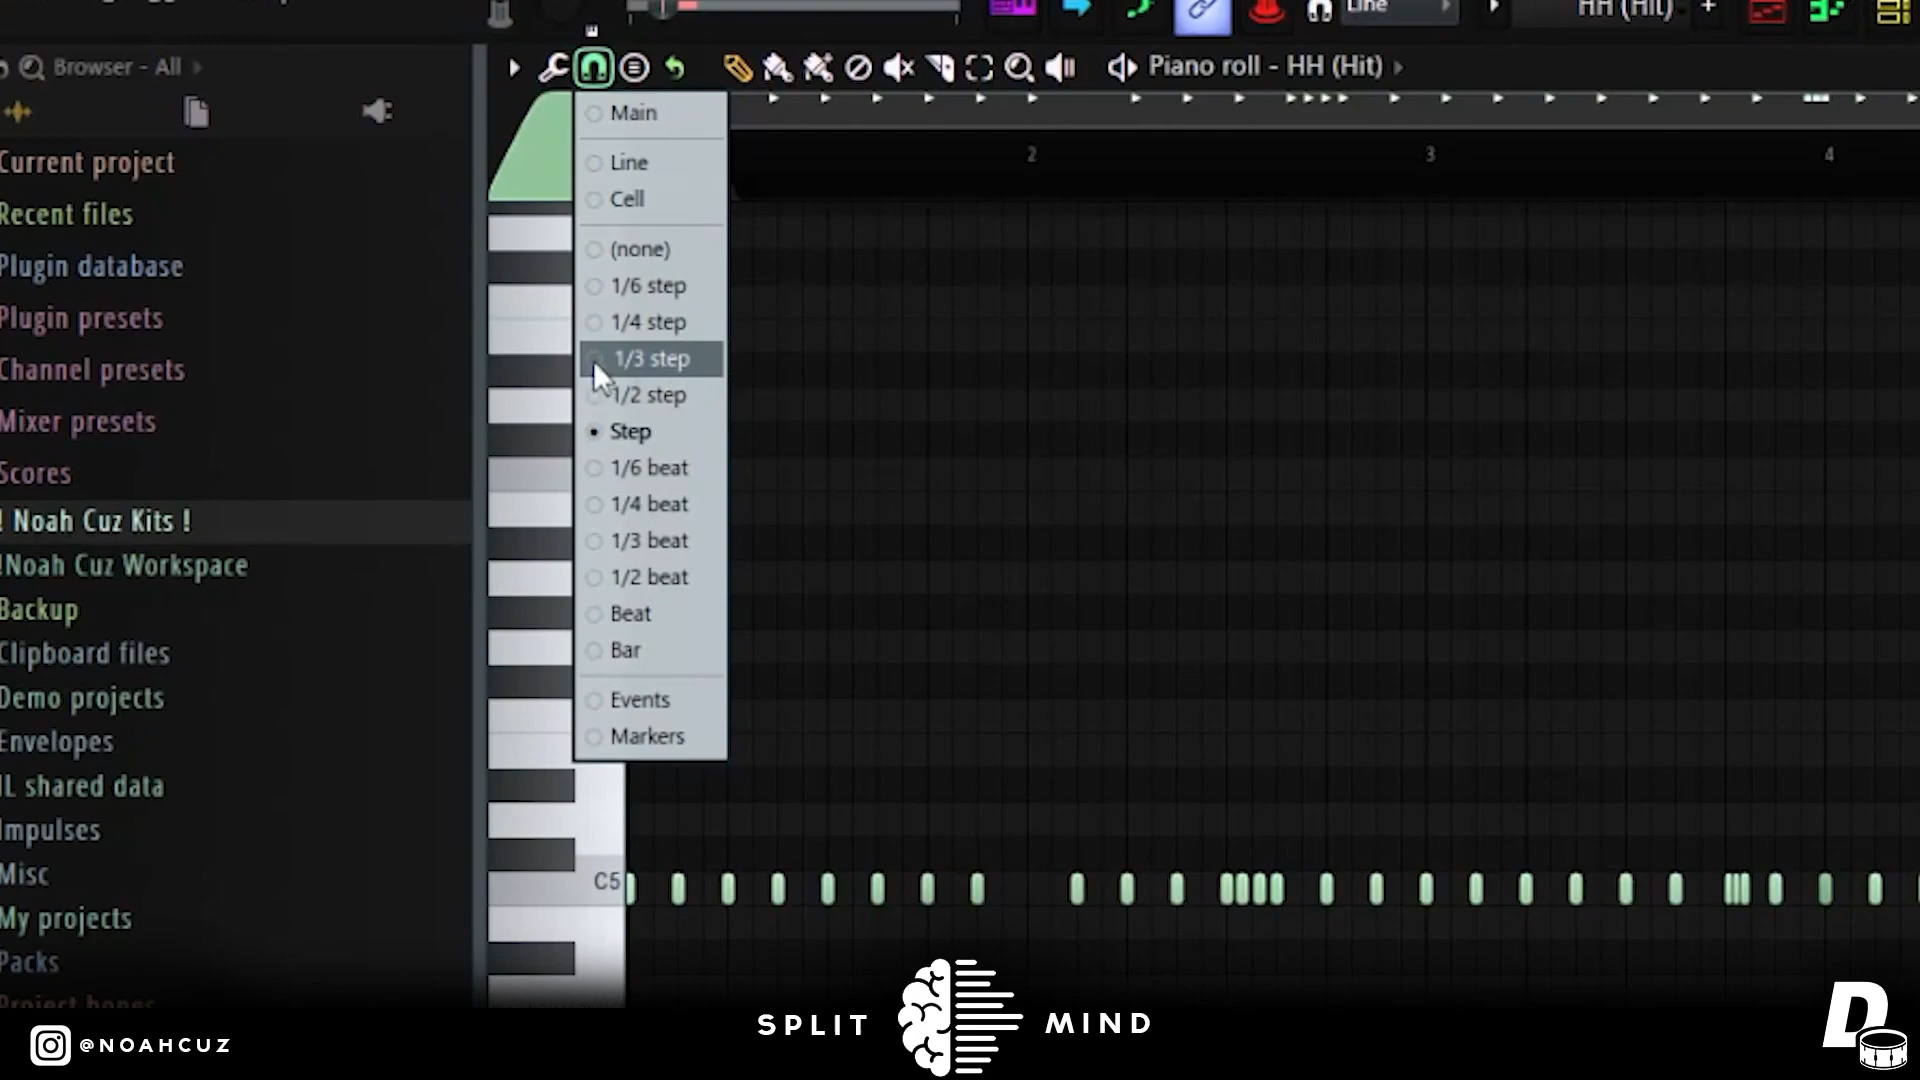 Line
HH (Hit)
Browser - All
Piano roll - HH (Hit)
Main
Line
Cell
(none)
1/6 step
1/4 step
1/3 step
1/2 step
Step
1/6 beat
1/4 beat
1/3 beat
1/2 beat
Beat
Bar
Events
Markers
2
3
4
Current project
Recent files
Plugin database
Plugin presets
Channel presets
Mixer presets
Scores
! Noah Cuz Kits !
!Noah Cuz Workspace
Backup
Clipboard files
Demo projects
Envelopes
IL shared data
Impulses
Misc
My projects
Packs
Project bones
C5
@NOAHCUZ
SPLIT MIND
D